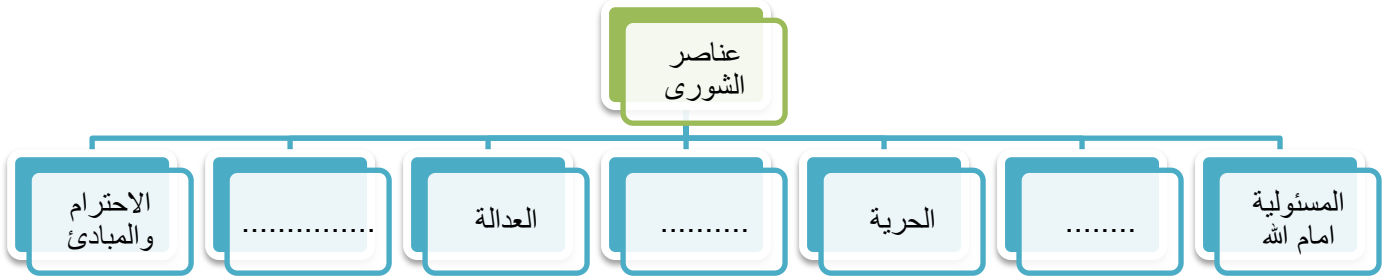 عناصر
الشورى
المسئولية
امام الله
........
الحرية
..........
العدالة
...............
الاحترام
والمبادئ